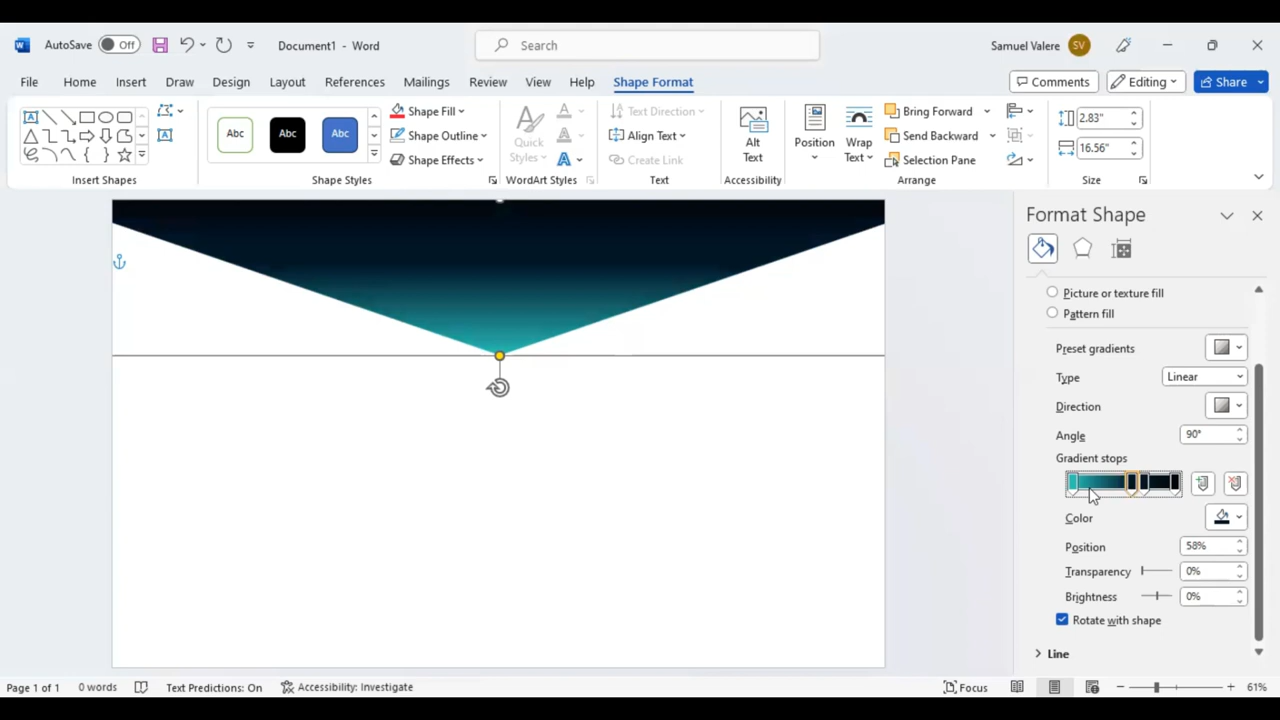 AutoSave Off Document1 - Word Search Samuel Valere SV
File Home Insert Draw Design Layout References Mailings Review View Help Shape Format Comments Editing Share
Abc Abc Abc
Shape Fill
Shape Outline
Shape Effects
Quick
Styles
Text Direction
Align Text
Create Link
Alt
Text
Position
Wrap
Text
Bring Forward
Send Backward
Selection Pane
2.83"
16.56"
Insert Shapes Shape Styles WordArt Styles Text Accessibility Arrange Size
Format Shape
Picture or texture fill
Pattern fill
Preset gradients
Type Linear
Direction
Angle 90°
Gradient stops
Color
Position 58%
Transparency 0%
Brightness 0%
Rotate with shape
Line
Page 1 of 1 0 words Text Predictions: On Accessibility: Investigate Focus 61%